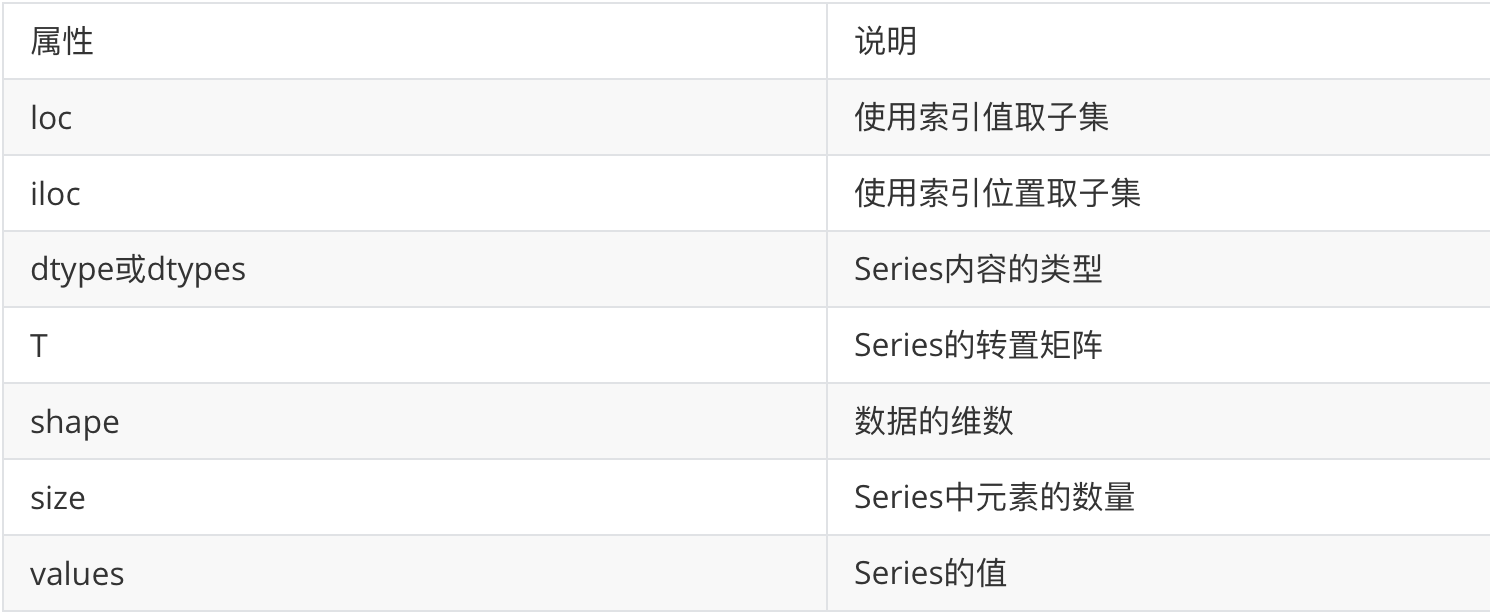 属性 说明
loc 使用索引值取子集
iloc 使用索引位置取子集
dtype或dtypes Series内容的类型
T Series的转置矩阵
shape 数据的维数
size Series中元素的数量
values Series的值